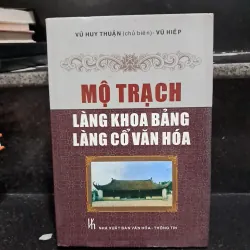 VŨ HUY THUẬN (chủ biên) - VŨ HIỆP
MỘ TRẠCH
LÀNG KHOA BẢNG
LÀNG CỔ VĂN HÓA
NHÀ XUẤT BẢN VĂN HÓA - THÔNG TIN